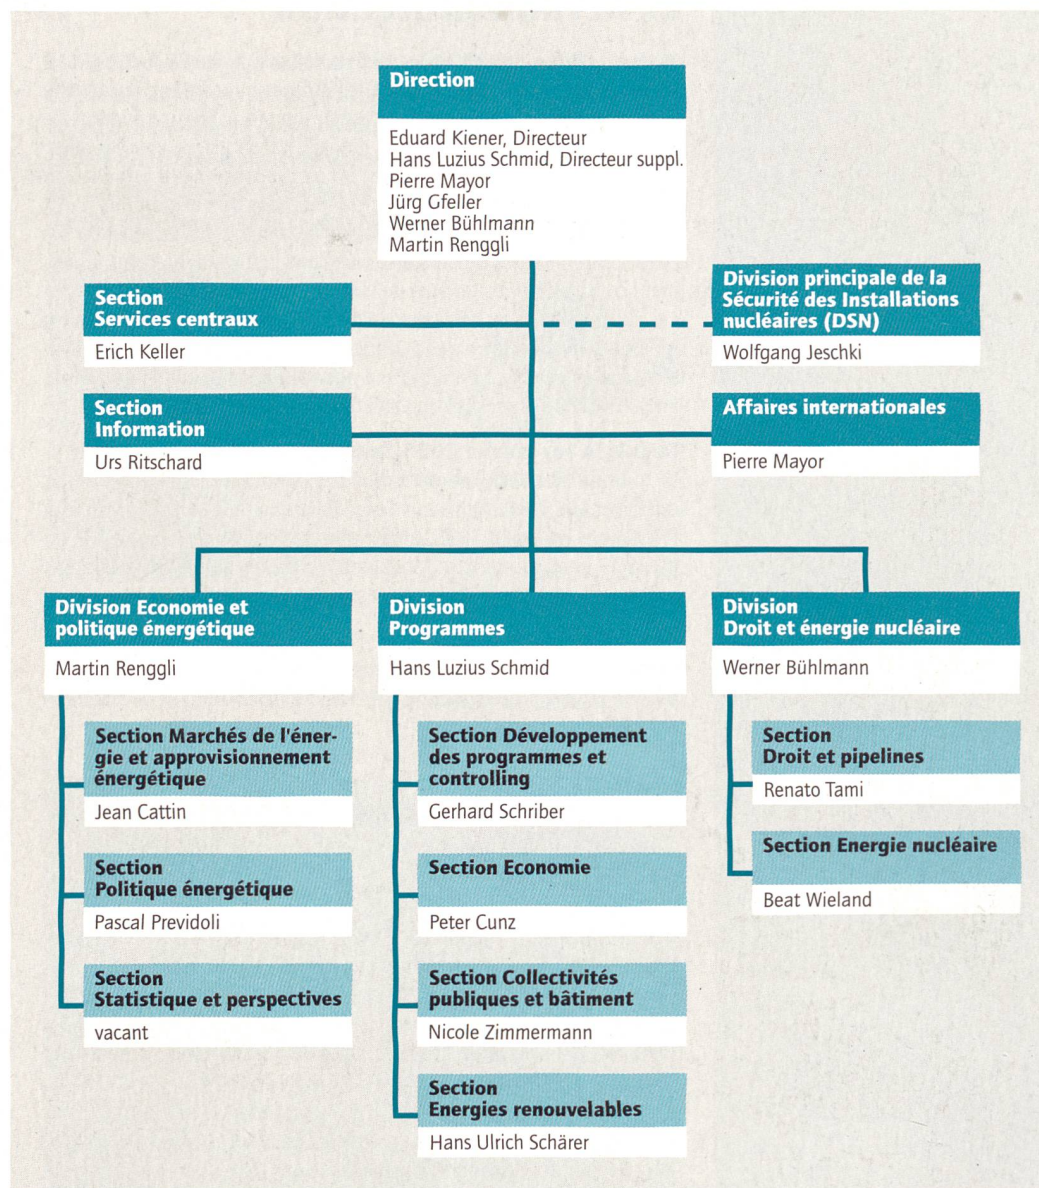 Direction
Eduard Kiener, Directeur
Hans Luzius Schmid, Directeur suppl.
Pierre Mayor
Jürg Gfeller
Werner Bühlmann
Martin Renggli
Section
Services centraux
Erich Keller
Division principale de la
Sécurité des Installations
nucléaires (DSN)
Wolfgang Jeschki
Section
Information
Urs Ritschard
Affaires internationales
Pierre Mayor
Division Economie et
politique énergétique
Martin Renggli
Section Marchés de l'éner-
gie et approvisionnement
énergétique
Jean Cattin
Section
Politique énergétique
Pascal Previdoli
Section
Statistique et perspectives
vacant
Division
Programmes
Hans Luzius Schmid
Section Développement
des programmes et
controlling
Gerhard Schriber
Section Economie
Peter Cunz
Section Collectivités
publiques et bâtiment
Nicole Zimmermann
Section
Energies renouvelables
Hans Ulrich Schärer
Division
Droit et énergie nucléaire
Werner Bühlmann
Section
Droit et pipelines
Renato Tami
Section Energie nucléaire
Beat Wieland